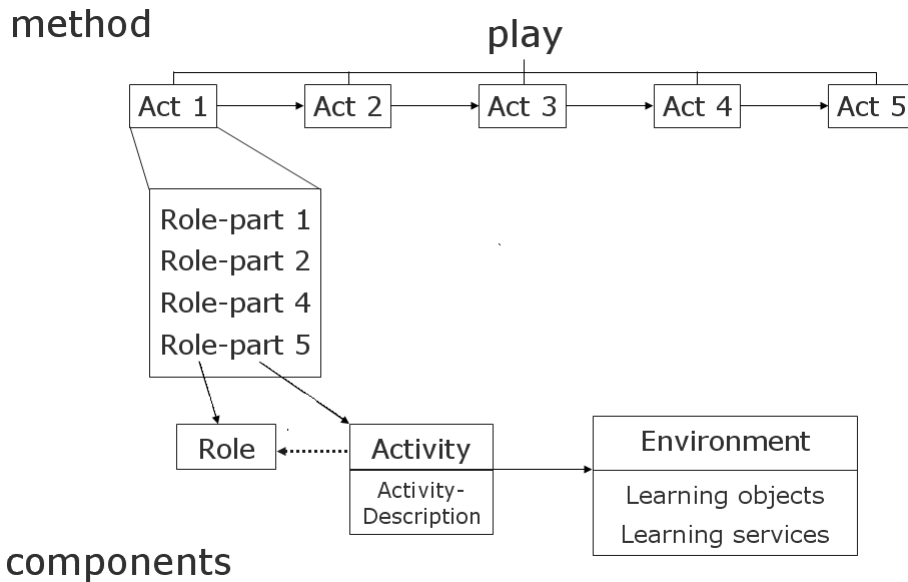 method
play
Act 1 Act 2 Act 3 Act 4 Act 5
Role-part 1
Role-part 2
Role-part 4
Role-part 5
Role Activity Environment
Activity-
Description
Learning objects
Learning services
components